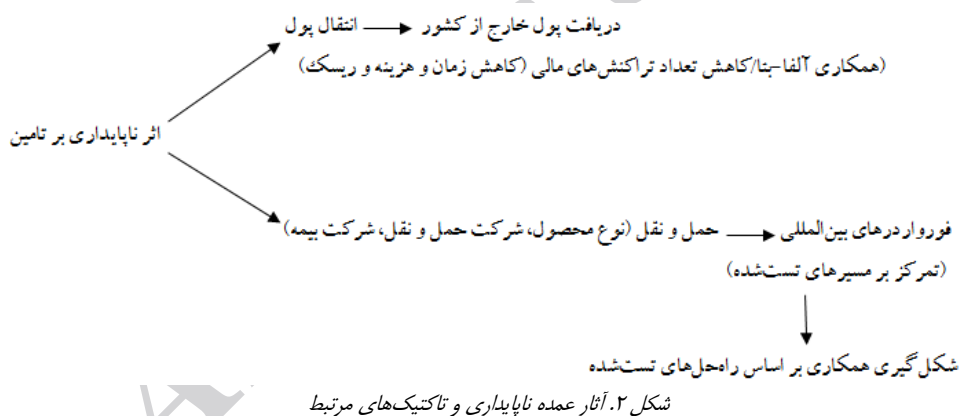 دریافت پول خارج از کشور ← انتقال پول
(همکاری آلفا-بتا/کاهش تعداد تراکنش‌های مالی (کاهش زمان و هزینه و ریسک)
اثر ناپایداری بر تامین
فورواردرهای بین‌المللی ← حمل و نقل (نوع محصول، شرکت حمل و نقل، شرکت بیمه)
(تمرکز بر مسیرهای تست‌شده)
شکل‌گیری همکاری بر اساس راه‌حل‌های تست‌شده
شکل ۲. آثار عمده ناپایداری و تاکتیک‌های مرتبط